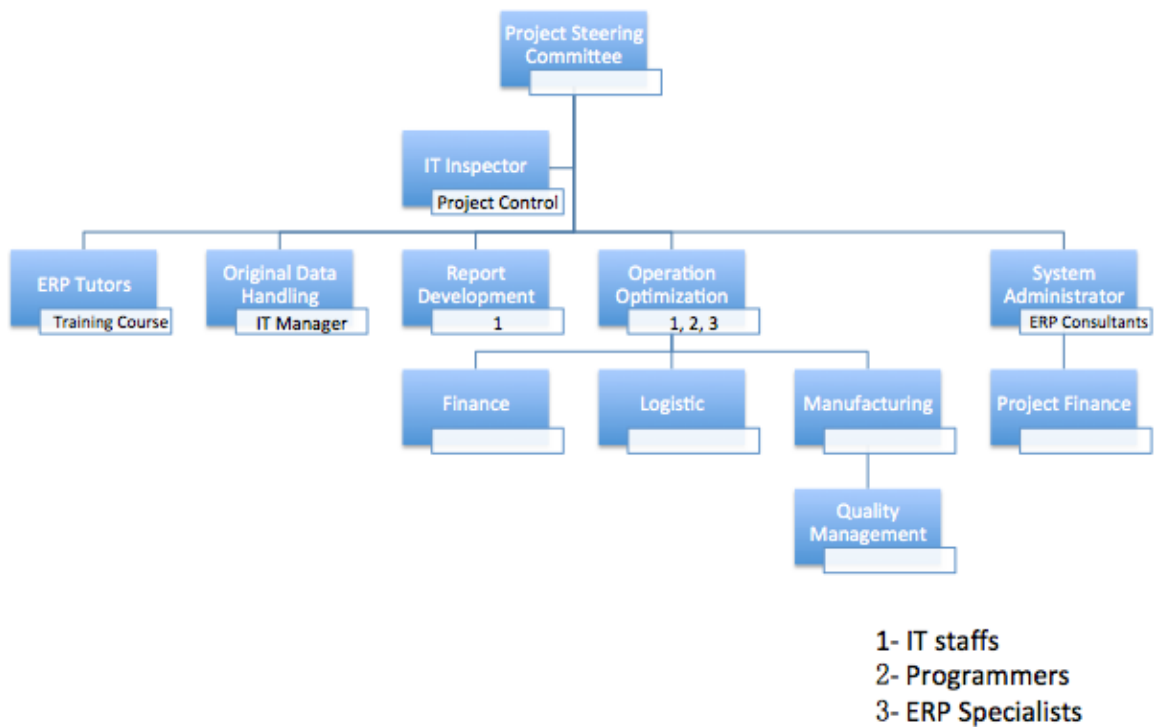 Project Steering
Committee
IT Inspector
Project Control
ERP Tutors
Training Course
Original Data
Handling
IT Manager
Report
Development
1
Operation
Optimization
1, 2, 3
System
Administrator
ERP Consultants
Finance
Logistic
Manufacturing
Project Finance
Quality
Management
1- IT staffs
2- Programmers
3- ERP Specialists